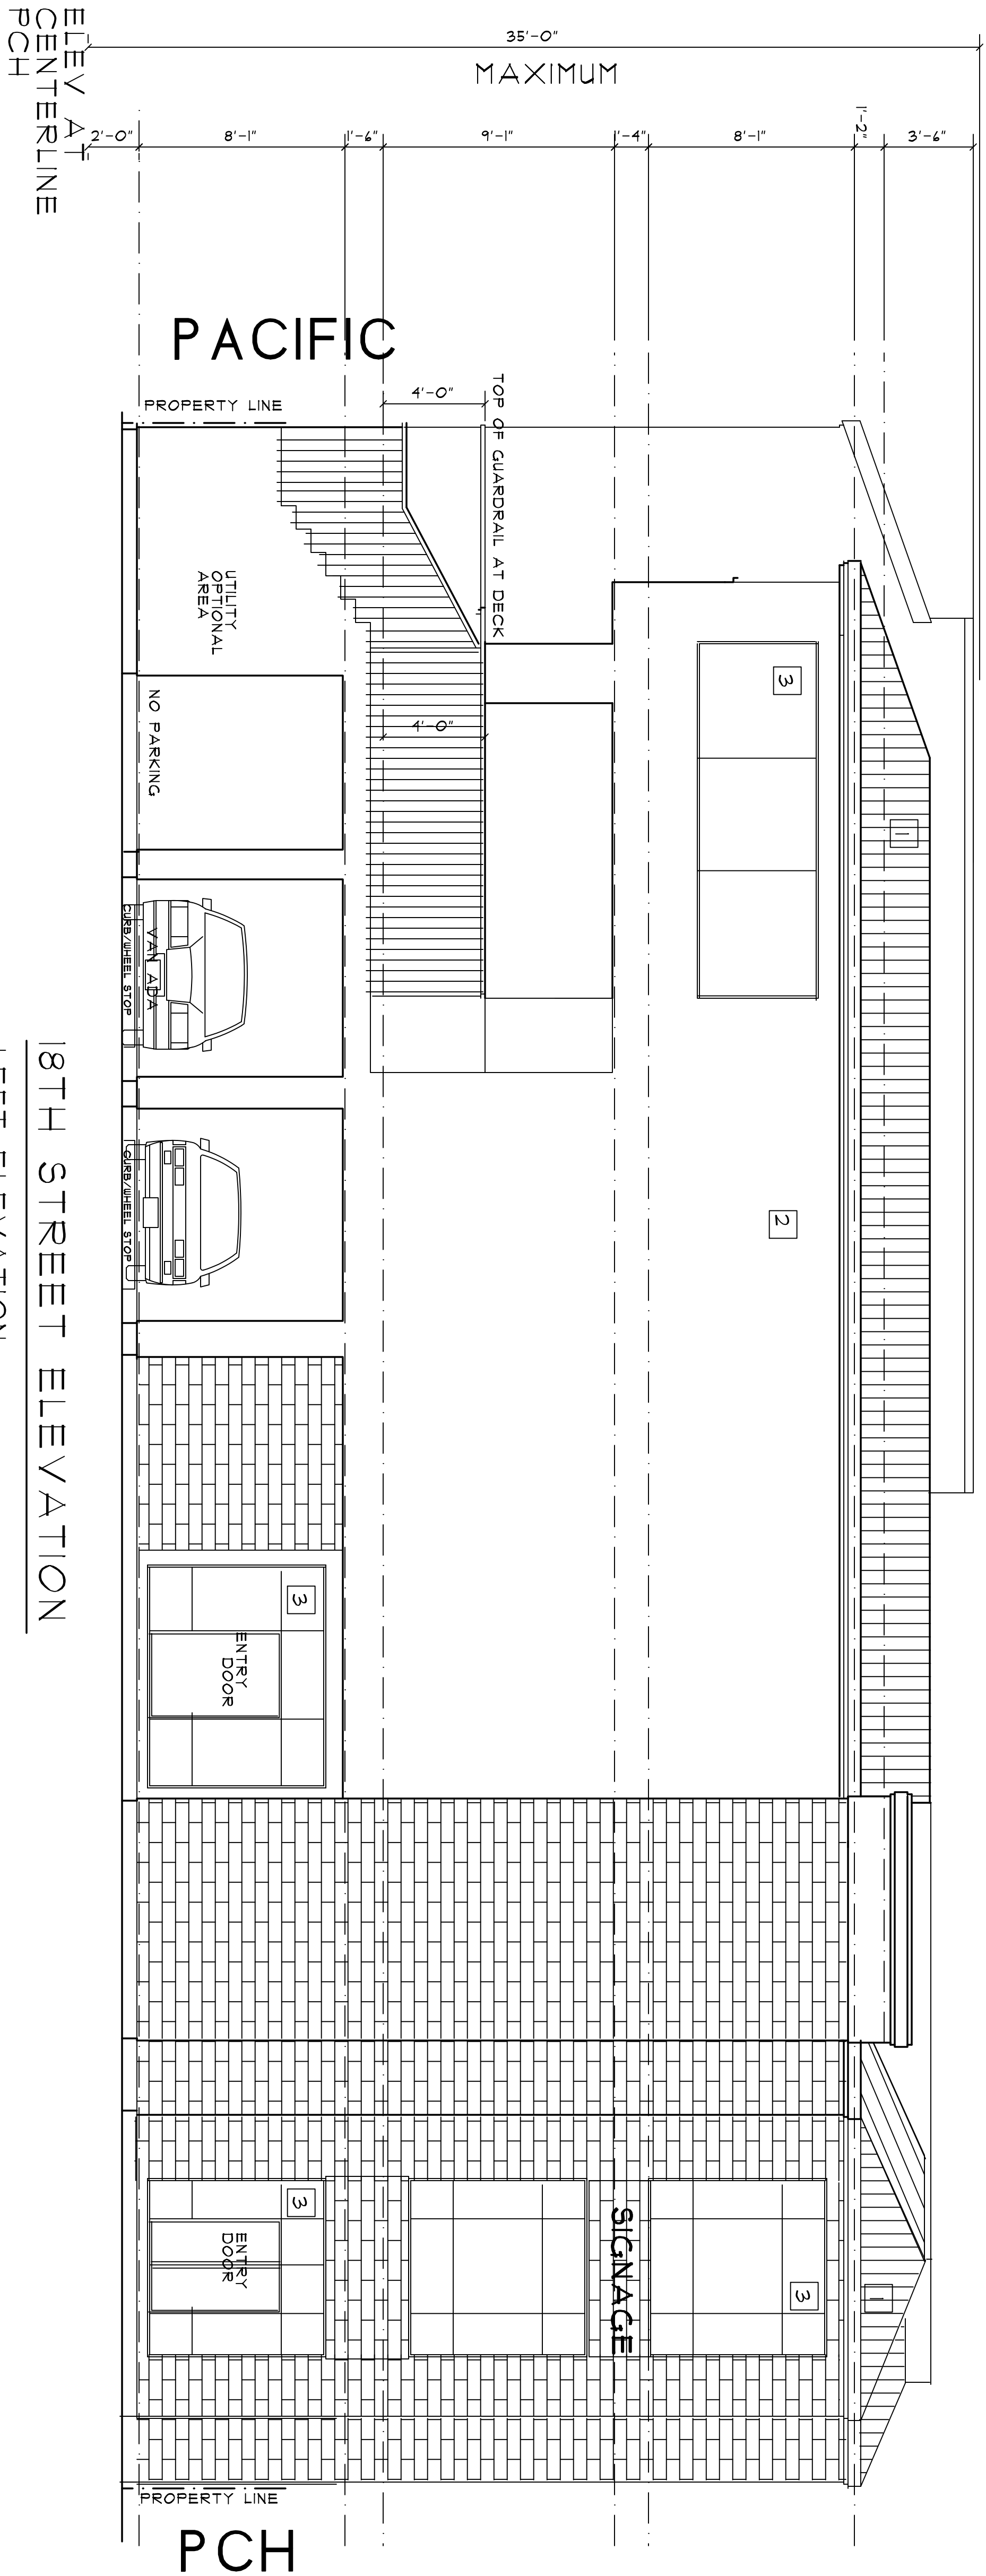 35'-0"
MAXIMUM
2'-0"
8'-1"
1'-6"
9'-1"
1'-4"
8'-1"
1'-2"
3'-6"
ELEV AT
CENTERLINE
PCH
PACIFIC
PROPERTY LINE
4'-0"
TOP OF GUARDRAIL AT DECK
UTILITY
OPTIONAL
AREA
NO PARKING
4'-0"
3
1
VAN ADA
CURB/WHEEL STOP
CURB/WHEEL STOP
2
18TH STREET ELEVATION
LEFT ELEVATION
3
ENTRY
DOOR
3
ENTRY
DOOR
SIGNAGE
3
1
PROPERTY LINE
PCH